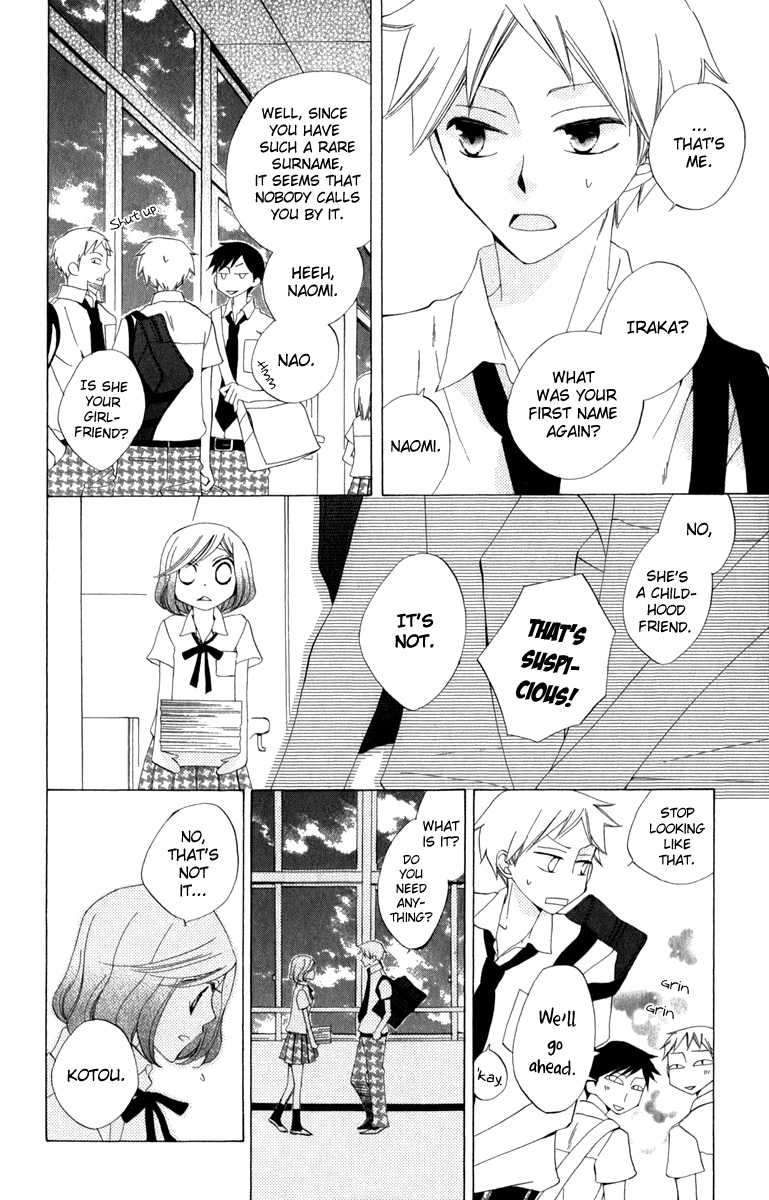 ...
THAT'S
ME.
IRAKA?
WHAT
WAS YOUR
FIRST NAME
AGAIN?
NAOMI.
WELL, SINCE
YOU HAVE
SUCH A RARE
SURNAME,
IT SEEMS THAT
NOBODY CALLS
YOU BY IT.
Shut up.
HEEH,
NAOMI.
NAO.
Hmm
IS SHE
YOUR
GIRL-
FRIEND?
NO,
SHE'S
A CHILD-
HOOD
FRIEND.
THAT'S
SUSPI-
CIOUS!
IT'S
NOT.
STOP
LOOKING
LIKE
THAT.
Grin
Grin
We'll
go
ahead.
'kay.
WHAT
IS IT?
DO
YOU
NEED
ANY-
THING?
NO,
THAT'S
NOT
IT...
KOTOU.